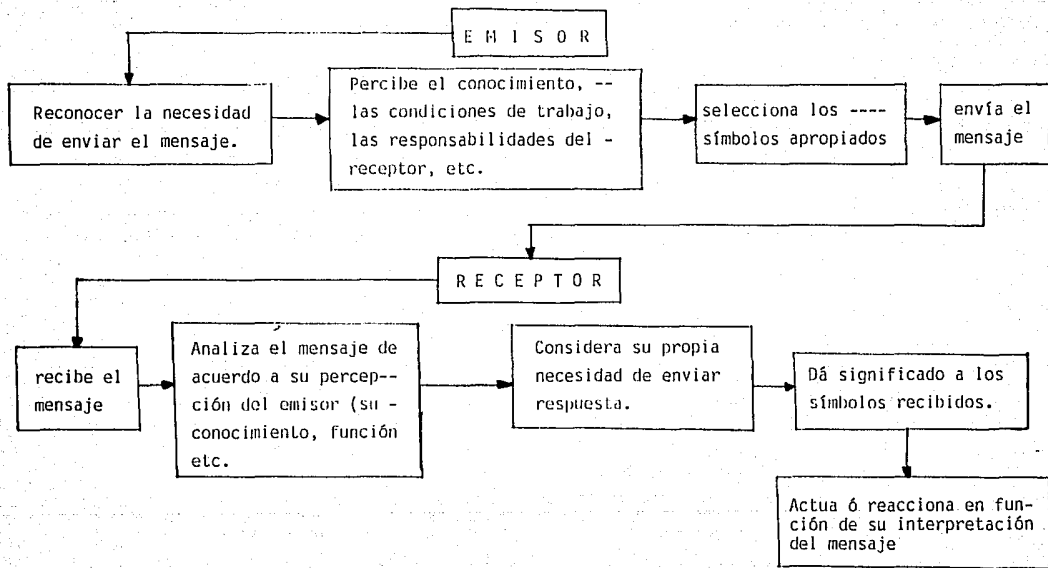 E M I S O R
Reconocer la necesidad
de enviar el mensaje.
Percibe el conocimiento, --
las condiciones de trabajo,
las responsabilidades del -
receptor, etc.
selecciona los ----
símbolos apropiados
envía el
mensaje
R E C E P T O R
recibe el
mensaje
Analiza el mensaje de
acuerdo a su percep--
ción del emisor (su -
conocimiento, función
etc.
Considera su propia
necesidad de enviar
respuesta.
Dá significado a los
símbolos recibidos.
Actua ó reacciona en fun-
ción de su interpretación
del mensaje